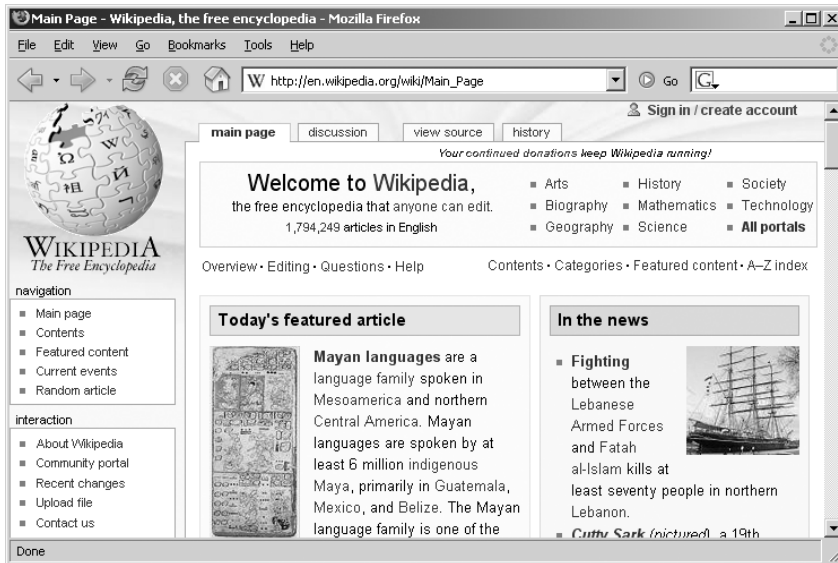 Main Page - Wikipedia, the free encyclopedia - Mozilla Firefox
File Edit View Go Bookmarks Tools Help
W http://en.wikipedia.org/wiki/Main_Page Go G
Sign in / create account
main page discussion view source history
Your continued donations keep Wikipedia running!
Welcome to Wikipedia,
the free encyclopedia that anyone can edit.
1,794,249 articles in English
Arts History Society
Biography Mathematics Technology
Geography Science All portals
WIKIPEDIA
The Free Encyclopedia
Overview · Editing · Questions · Help Contents · Categories · Featured content · A–Z index
navigation
Main page
Contents
Featured content
Current events
Random article
interaction
About Wikipedia
Community portal
Recent changes
Upload file
Contact us
Today's featured article
Mayan languages are a
language family spoken in
Mesoamerica and northern
Central America. Mayan
languages are spoken by at
least 6 million indigenous
Maya, primarily in Guatemala,
Mexico, and Belize. The Mayan
language family is one of the
In the news
Fighting
between the
Lebanese
Armed Forces
and Fatah
al-Islam kills at
least seventy people in northern
Lebanon.
Cutty Sark (pictured), a 19th
Done